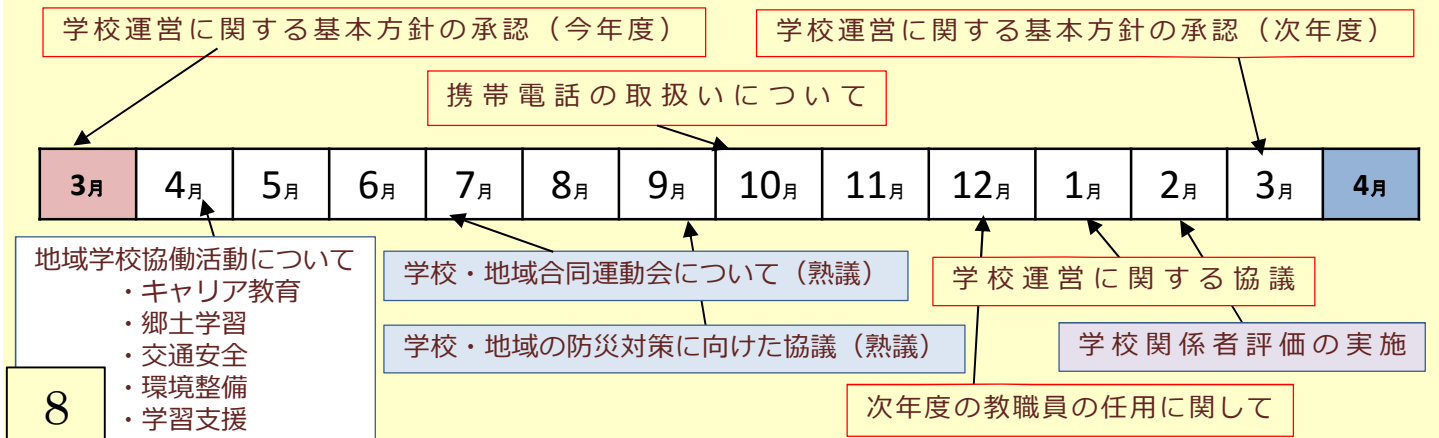 学校運営に関する基本方針の承認（今年度）
学校運営に関する基本方針の承認（次年度）
携帯電話の取扱いについて
3月 4月 5月 6月 7月 8月 9月 10月 11月 12月 1月 2月 3月 4月
地域学校協働活動について
・キャリア教育
・郷土学習
・交通安全
・環境整備
・学習支援
学校・地域合同運動会について（熟議）
学校運営に関する協議
学校・地域の防災対策に向けた協議（熟議）
学校関係者評価の実施
次年度の教職員の任用に関して
8